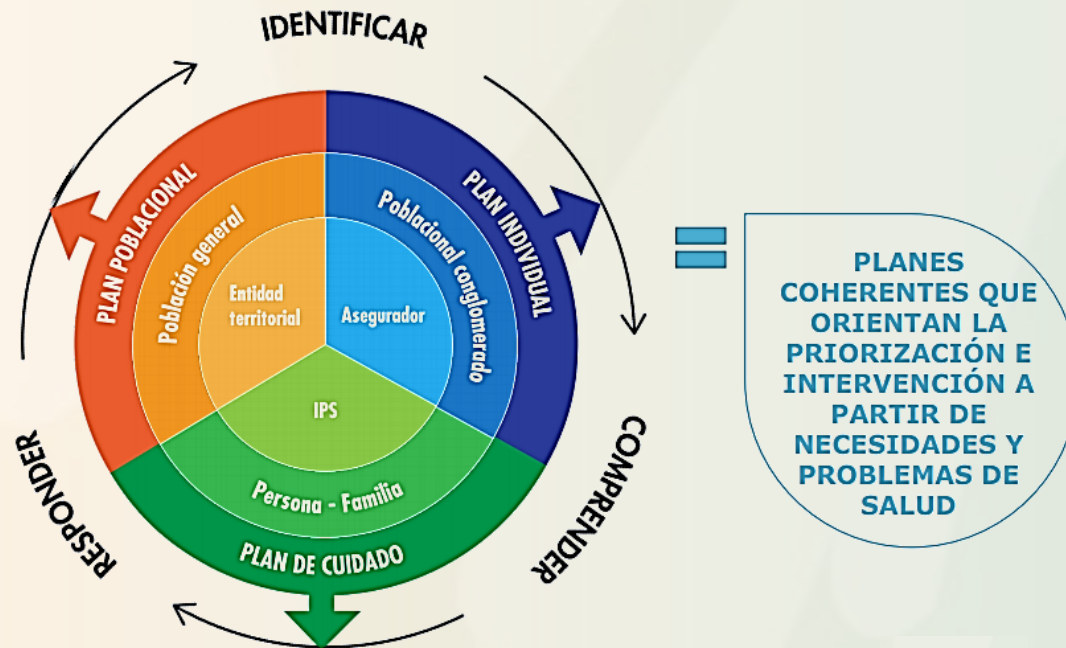 IDENTIFICAR
PLAN POBLACIONAL
Población general
Entidad
territorial
PLAN INDIVIDUAL
Poblacional conglomerado
Asegurador
IPS
Persona - Familia
PLAN DE CUIDADO
RESPONDER
COMPRENDER
PLANES
COHERENTES QUE
ORIENTAN LA
PRIORIZACIÓN E
INTERVENCIÓN A
PARTIR DE
NECESIDADES Y
PROBLEMAS DE
SALUD